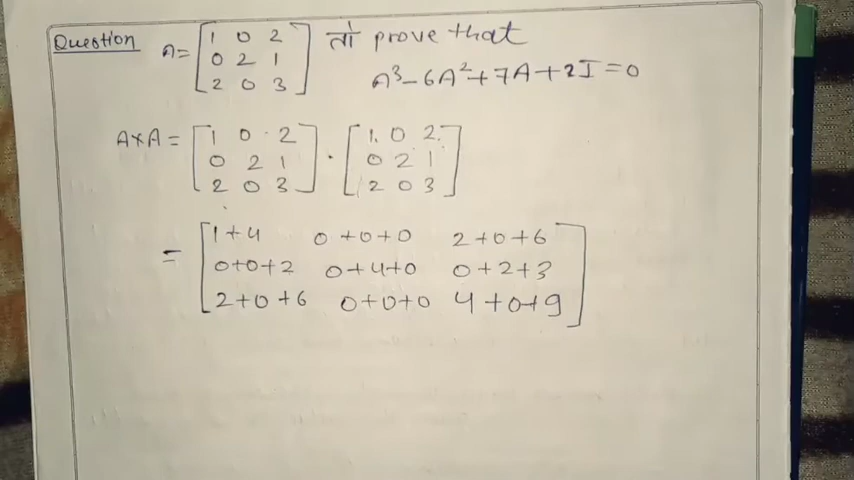 Question A = [1 0 2 तो prove that
0 2 1
2 0 3] A³ - 6A² + 7A + 2I = 0
A×A = [1 0 2 · [1 0 2
0 2 1 0 2 1
2 0 3] 2 0 3]
= [1+4 0+0+0 2+0+6
0+0+2 0+4+0 0+2+3
2+0+6 0+0+0 4+0+9]